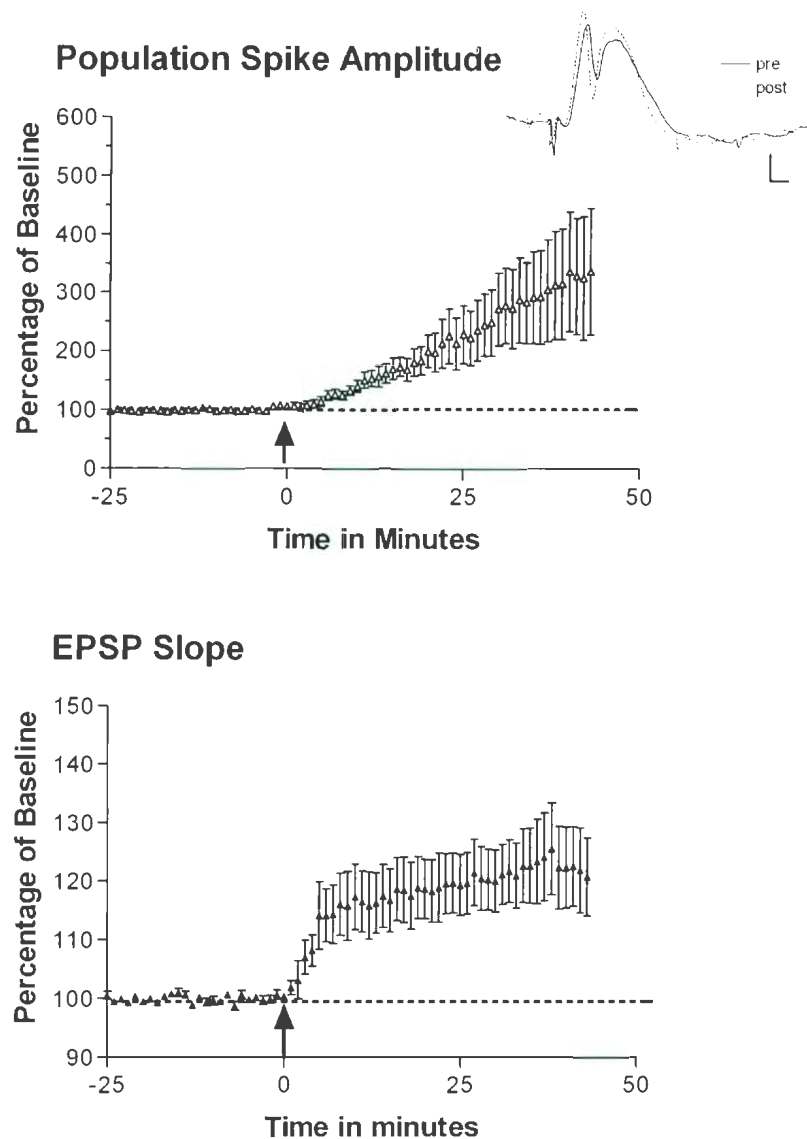 Population Spike Amplitude
pre
post
600
500
400
300
200
100
0
Percentage of Baseline
-25
0
25
50
Time in Minutes
EPSP Slope
150
140
130
120
110
100
90
Percentage of Baseline
-25
0
25
50
Time in minutes